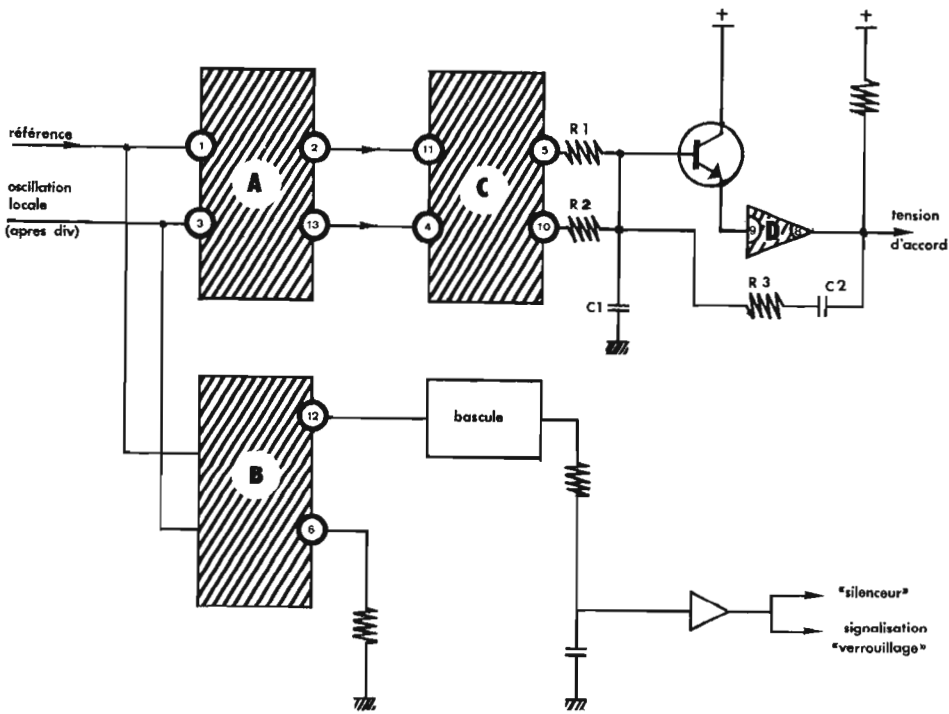 +
+
référence
1
2
11
5
R 1
A
C
oscillation
locale
(apres div)
3
13
4
10
R 2
9
D
8
tension
d'accord
R 3
C 2
C1
12
bascule
B
6
"silenceur"
signalisation
"verrouillage"